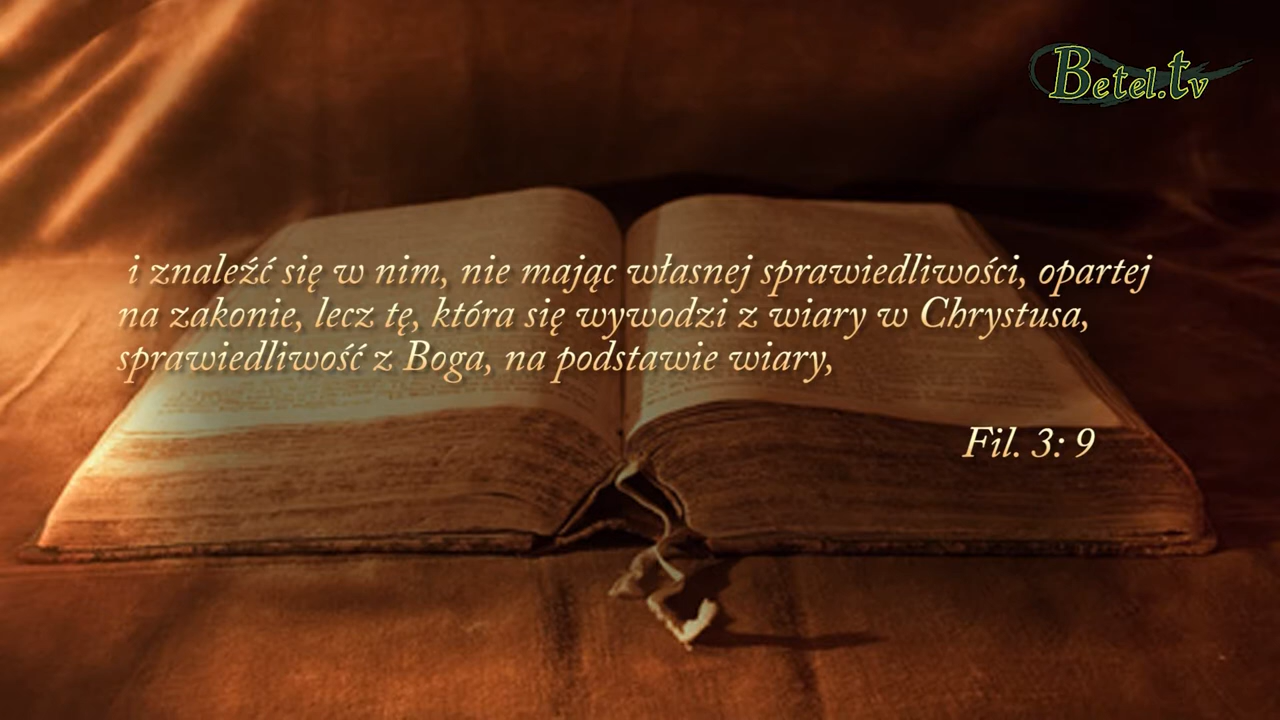 Betel.tv
i znaleźć się w nim, nie mając własnej sprawiedliwości, opartej
na zakonie, lecz tę, która się wywodzi z wiary w Chrystusa,
sprawiedliwość z Boga, na podstawie wiary,
Fil. 3: 9